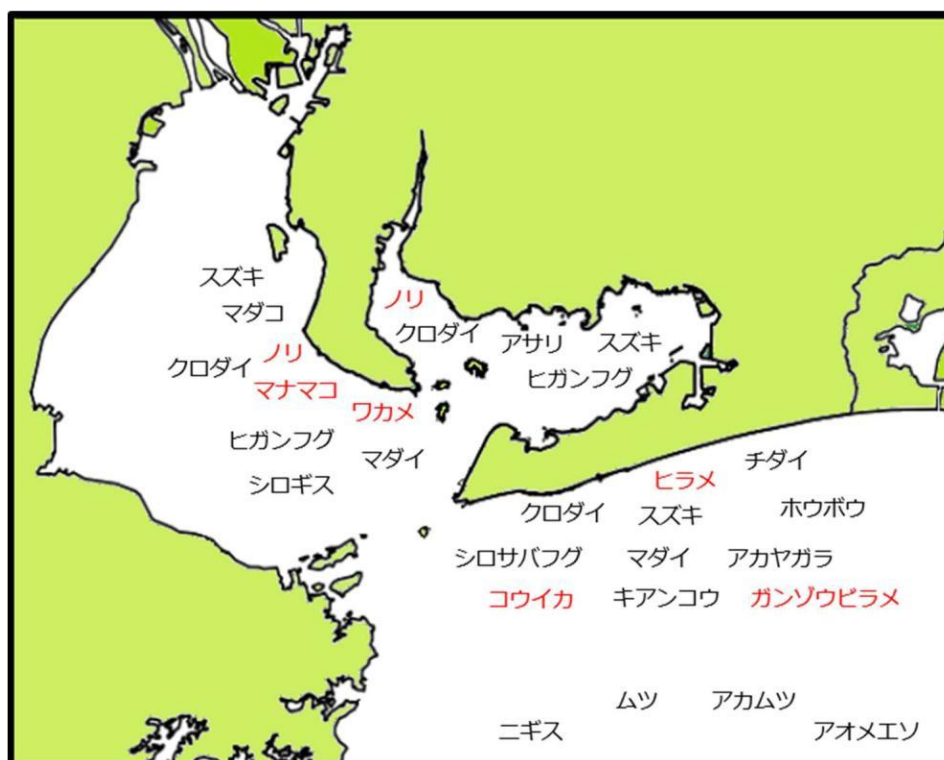 スズキ
マダコ
ノリ
クロダイ
マナマコ
ワカメ
ヒガンフグ
マダイ
シロギス
ノリ
クロダイ
アサリ
スズキ
ヒガンフグ
チダイ
ヒラメ
クロダイ
スズキ
ホウボウ
シロサバフグ
マダイ
アカヤガラ
コウイカ
キアンコウ
ガンゾウビラメ
ムツ
アカムツ
ニギス
アオメエソ